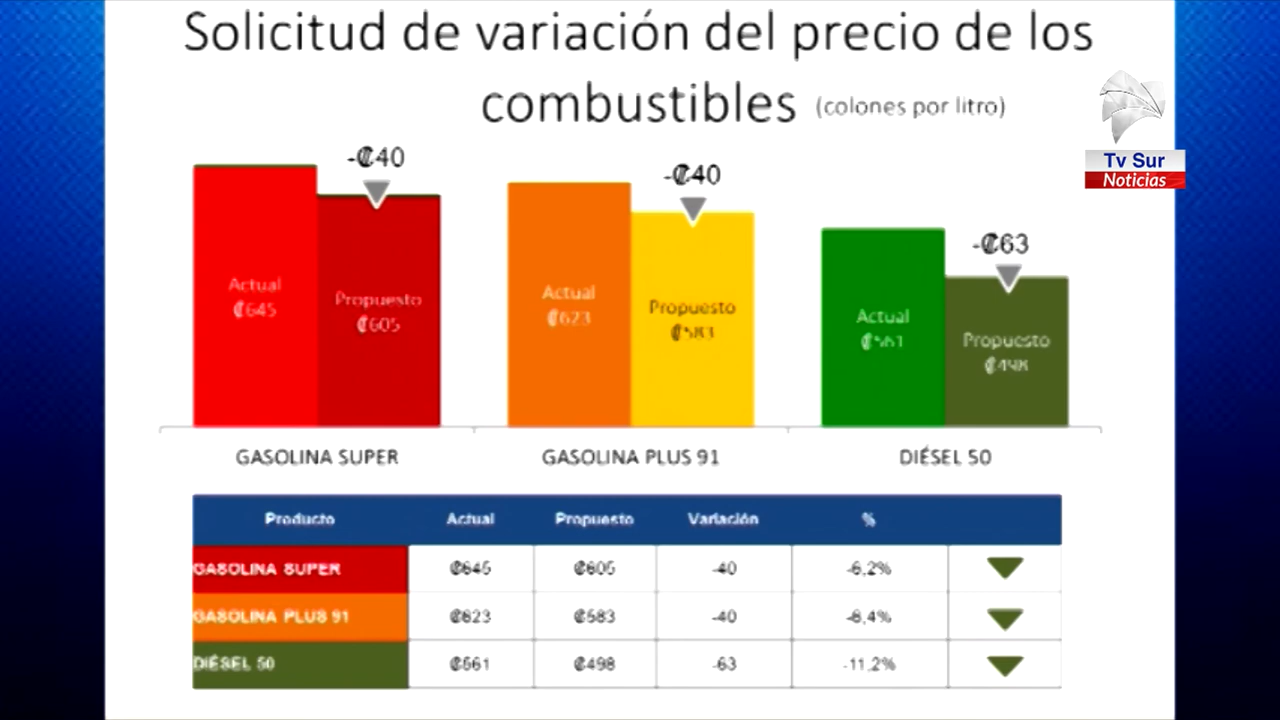 Solicitud de variación del precio de los
combustibles (colones por litro)
Tv Sur
Noticias
-₡40
-₡40
-₡63
Actual
₡645
Propuesto
₡605
Actual
₡623
Propuesto
₡583
Actual
₡561
Propuesto
₡498
GASOLINA SUPER GASOLINA PLUS 91 DIÉSEL 50
Producto Actual Propuesto Variación %
GASOLINA SUPER ₡645 ₡605 -40 -6,2%
GASOLINA PLUS 91 ₡623 ₡583 -40 -6,4%
DIÉSEL 50 ₡561 ₡498 -63 -11,2%